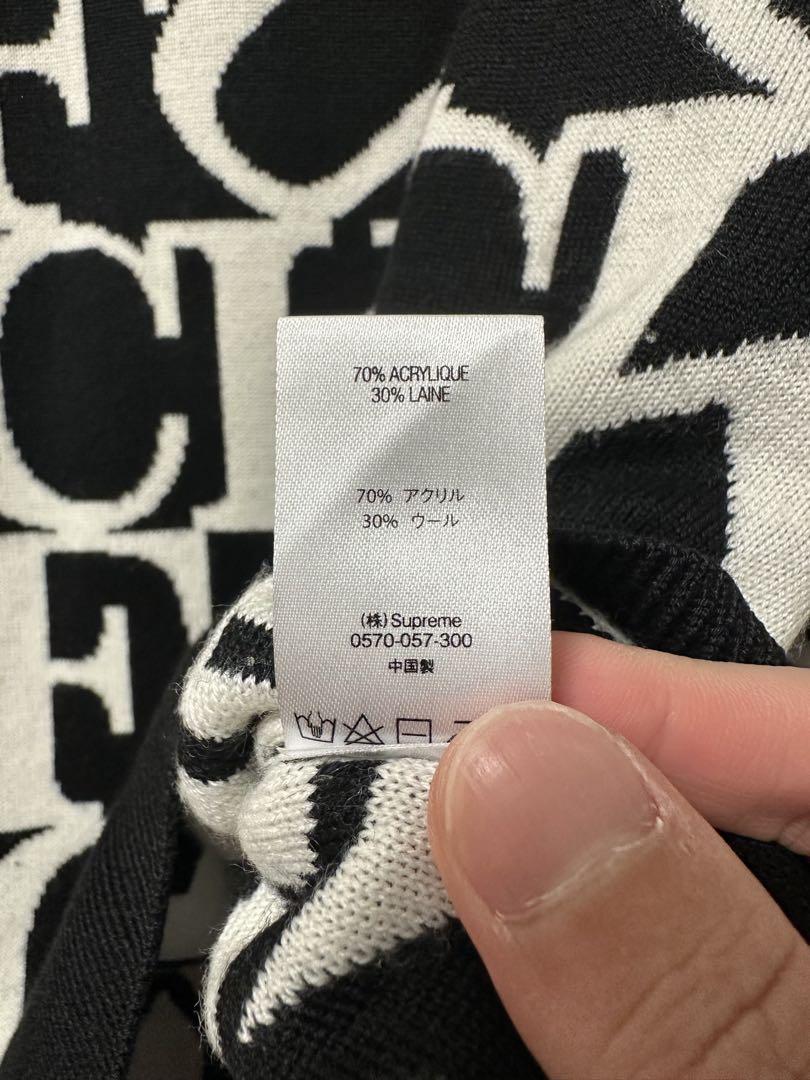 70% ACRYLIQUE
30% LAINE
70% アクリル
30% ウール
(株)Supreme
0570-057-300
中国製